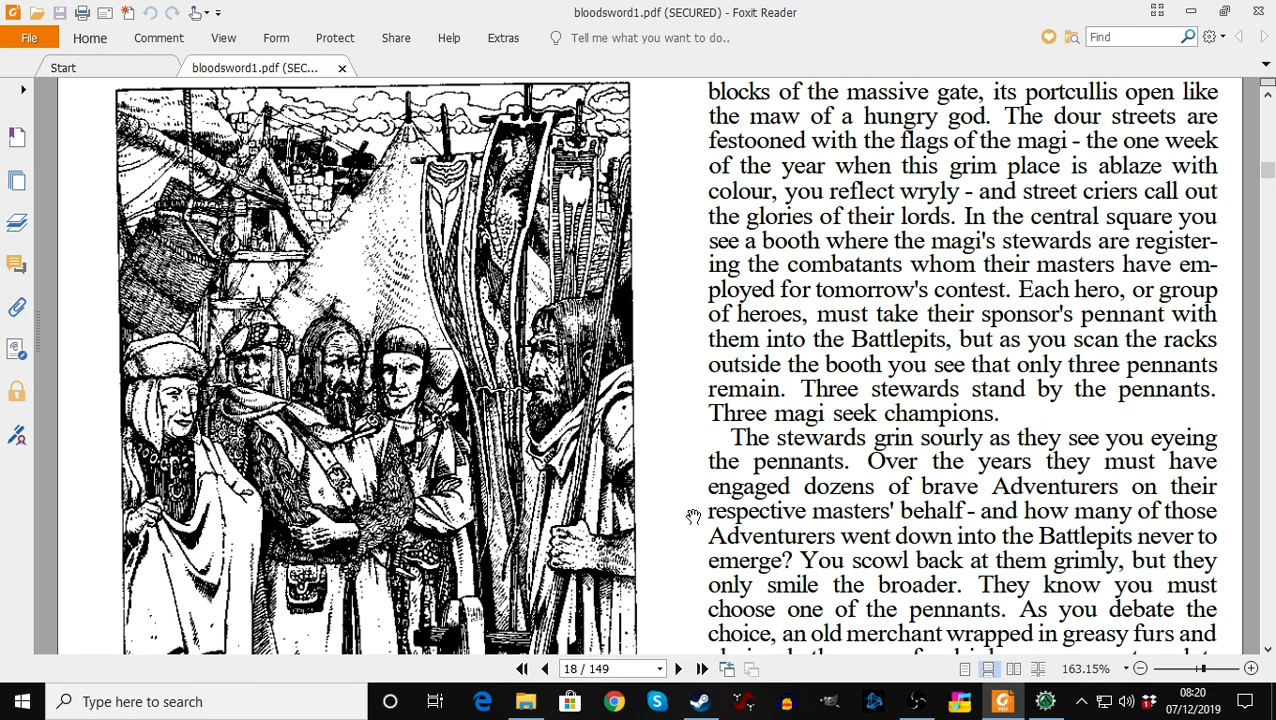 bloodsword1.pdf (SECURED) - Foxit Reader
File Home Comment View Form Protect Share Help Extras Tell me what you want to do.. Find
Start bloodsword1.pdf (SEC...
blocks of the massive gate, its portcullis open like
the maw of a hungry god. The dour streets are
festooned with the flags of the magi - the one week
of the year when this grim place is ablaze with
colour, you reflect wryly - and street criers call out
the glories of their lords. In the central square you
see a booth where the magi's stewards are register-
ing the combatants whom their masters have em-
ployed for tomorrow's contest. Each hero, or group
of heroes, must take their sponsor's pennant with
them into the Battlepits, but as you scan the racks
outside the booth you see that only three pennants
remain. Three stewards stand by the pennants.
Three magi seek champions.
The stewards grin sourly as they see you eyeing
the pennants. Over the years they must have
engaged dozens of brave Adventurers on their
respective masters' behalf - and how many of those
Adventurers went down into the Battlepits never to
emerge? You scowl back at them grimly, but they
only smile the broader. They know you must
choose one of the pennants. As you debate the
choice, an old merchant wrapped in greasy furs and
18 / 149 163.15%
Type here to search
08:20
07/12/2019